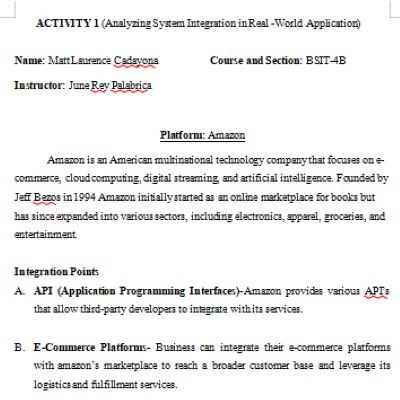 ACTIVITY 1 (Analyzing System Integration in Real -World Application)
Name: Matt Laurence Cadavona Course and Section: BSIT-4B
Instructor: June Rey Palabrica
Platform: Amazon
Amazon is an American multinational technology company that focuses on e-
commerce, cloud computing, digital streaming, and artificial intelligence. Founded by
Jeff Bezos in 1994 Amazon initially started as an online marketplace for books but
has since expanded into various sectors, including electronics, apparel, groceries, and
entertainment.
Integration Points
A. API (Application Programming Interfaces)- Amazon provides various API's
that allow third-party developers to integrate with its services.
B. E-Commerce Platforms- Business can integrate their e-commerce platforms
with amazon's marketplace to reach a broader customer base and leverage its
logistics and fulfillment services.